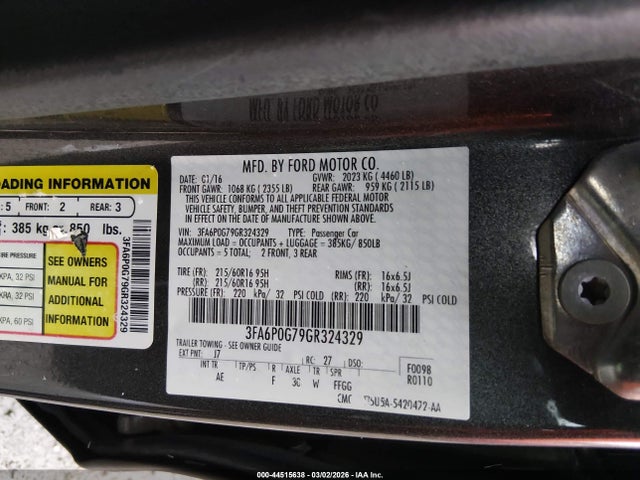 MFD. BY FORD MOTOR CO.
DATE: 01/16 GVWR: 2023 KG ( 4460 LB)
FRONT GAWR: 1068 KG ( 2355 LB) REAR GAWR: 959 KG ( 2115 LB)
THIS VEHICLE CONFORMS TO ALL APPLICABLE FEDERAL MOTOR
VEHICLE SAFETY, BUMPER, AND THEFT PREVENTION STANDARDS
IN EFFECT ON THE DATE OF MANUFACTURE SHOWN ABOVE.
VIN: 3FA6P0G79GR324329 TYPE: Passenger Car
MAXIMUM LOAD = OCCUPANTS + LUGGAGE = 385KG/ 850LB
OCCUPANTS = 5 TOTAL: 2 FRONT, 3 REAR
TIRE: (FR) 215/60R16 95H RIMS (FR): 16x6.5J
(RR): 215/60R16 95H (RR): 16x6.5J
PRESSURE (FR): 220 kPa/ 32 PSI COLD (RR): 220 kPa/ 32 PSI COLD
3FA6P0G79GR324329
TRAILER TOWING - SEE OWNER GUIDE
EXT PNT: J7 RC: 27 DSO: F0098
R0110
INT TR TP/PS R AXLE TR SPR
AE F 3C W FFGG
CMC 5U5A-5420472-AA
OADING INFORMATION
: 5 FRONT: 2 REAR: 3
: 385 kg or 850 lbs.
RE PRESSURE
KPA, 32 PSI
KPA, 32 PSI
KPA, 60 PSI
SEE OWNERS
MANUAL FOR
ADDITIONAL
INFORMATION
3FA6P0G79GR324329
000-44515638 - 03/02/2026 - IAA Inc.